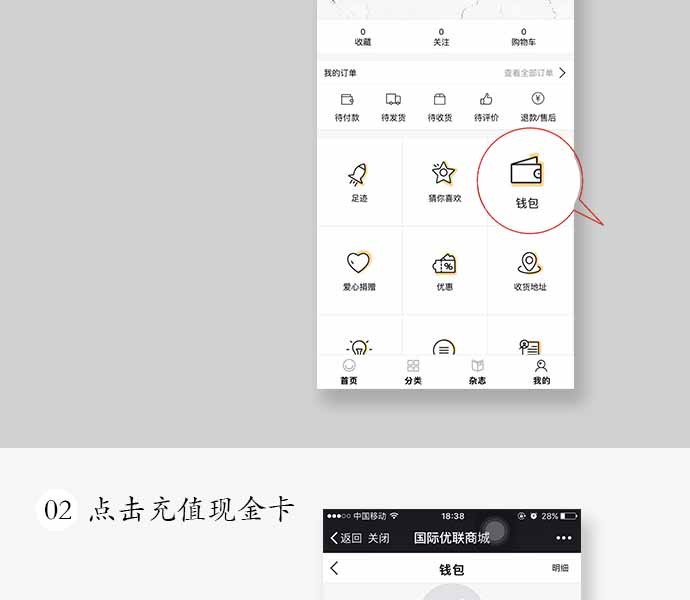 0 0 0
收藏 关注 购物车
我的订单 查看全部订单
待付款 待发货 待收货 待评价 退款/售后
足迹 猜你喜欢 钱包
爱心捐赠 优惠 收货地址
首页 分类 杂志 我的
02 点击充值现金卡
中国移动 18:38 28%
返回 关闭 国际优联商城
钱包 明细